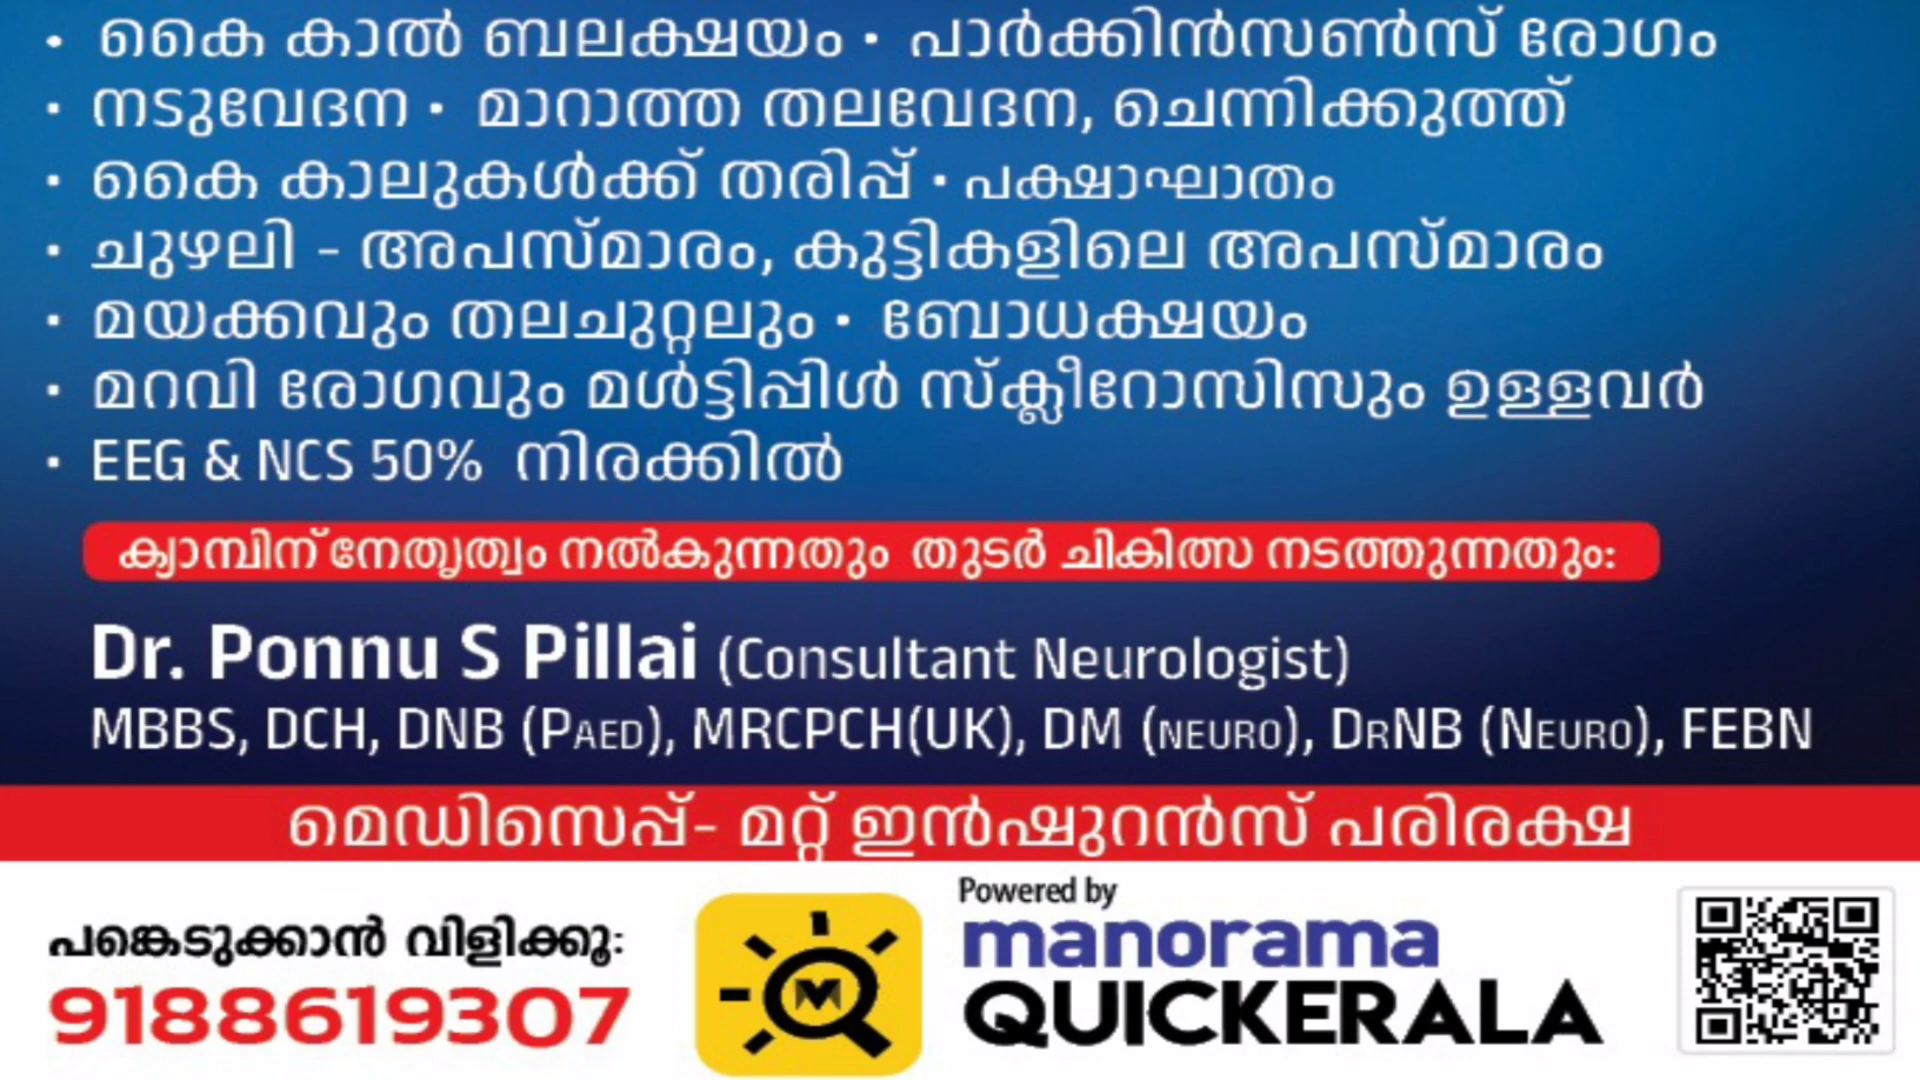 • കൈ കാൽ ബലക്ഷയം • പാർക്കിൻസൺസ് രോഗം
• നടുവേദന • മാറാത്ത തലവേദന, ചെന്നിക്കുത്ത്
• കൈ കാലുകൾക്ക് തരിപ്പ് • പക്ഷാഘാതം
• ചുഴലി - അപസ്മാരം, കുട്ടികളിലെ അപസ്മാരം
• മയക്കവും തലചുറ്റലും • ബോധക്ഷയം
• മറവി രോഗവും മൾട്ടിപ്പിൾ സ്ക്ലീറോസിസും ഉള്ളവർ
• EEG & NCS 50% നിരക്കിൽ
ക്യാമ്പിന് നേതൃത്വം നൽകുന്നതും തുടർ ചികിത്സ നടത്തുന്നതും:
Dr. Ponnu S Pillai (Consultant Neurologist)
MBBS, DCH, DNB (PAED), MRCPCH(UK), DM (NEURO), DRNB (NEURO), FEBN
മെഡിസെപ്പ്- മറ്റ് ഇൻഷുറൻസ് പരിരക്ഷ
പങ്കെടുക്കാൻ വിളിക്കൂ:
9188619307
M
Powered by
manorama
QUICKERALA